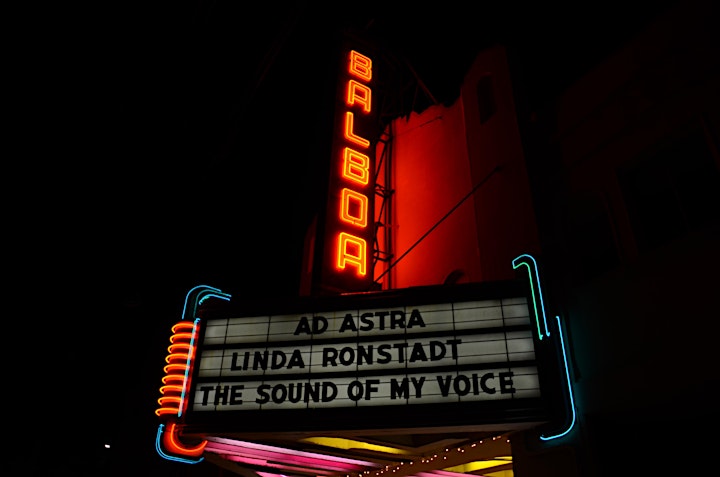 BALBOA
AD ASTRA
LINDA RONSTADT
THE SOUND OF MY VOICE